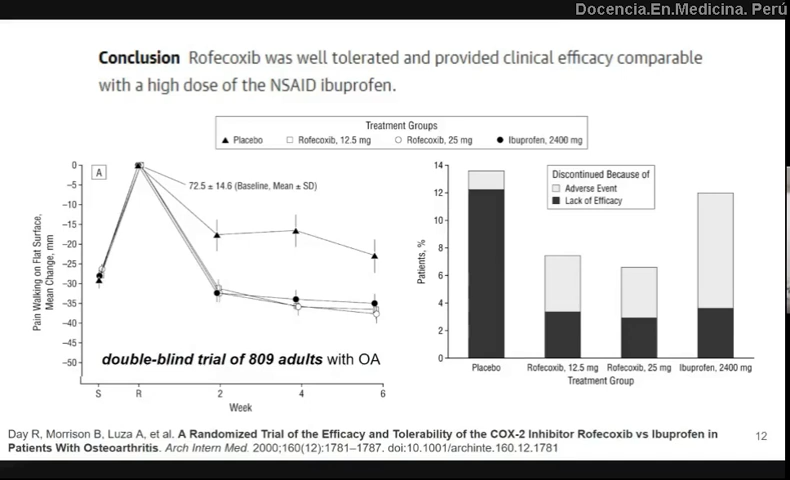 Docencia.En.Medicina. Perú
Conclusion Rofecoxib was well tolerated and provided clinical efficacy comparable
with a high dose of the NSAID ibuprofen.
Treatment Groups
Placebo
Rofecoxib, 12.5 mg
Rofecoxib, 25 mg
Ibuprofen, 2400 mg
A
72.5 ± 14.6 (Baseline, Mean ± SD)
Pain Walking on Flat Surface,
Mean Change, mm
0
−5
−10
−15
−20
−25
−30
−35
−40
−45
−50
double-blind trial of 809 adults with OA
S
R
2
4
6
Week
Discontinued Because of
Adverse Event
Lack of Efficacy
Patients, %
14
12
10
8
6
4
2
0
Placebo
Rofecoxib, 12.5 mg
Rofecoxib, 25 mg
Ibuprofen, 2400 mg
Treatment Group
Day R, Morrison B, Luza A, et al. A Randomized Trial of the Efficacy and Tolerability of the COX-2 Inhibitor Rofecoxib vs Ibuprofen in
Patients With Osteoarthritis. Arch Intern Med. 2000;160(12):1781–1787. doi:10.1001/archinte.160.12.1781
12